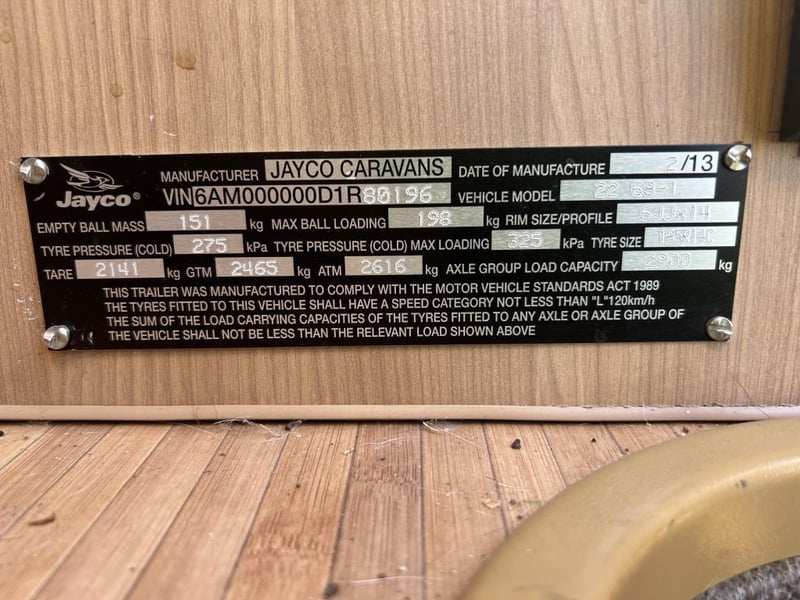 Jayco®
MANUFACTURER JAYCO CARAVANS DATE OF MANUFACTURE 2/13
VIN 6AM000000D1R80196 VEHICLE MODEL 22 68-1
EMPTY BALL MASS 151 kg MAX BALL LOADING 198 kg RIM SIZE/PROFILE
TYRE PRESSURE (COLD) 275 kPa TYRE PRESSURE (COLD) MAX LOADING 325 kPa TYRE SIZE
TARE 2141 kg GTM 2465 kg ATM 2616 kg AXLE GROUP LOAD CAPACITY 2900 kg
THIS TRAILER WAS MANUFACTURED TO COMPLY WITH THE MOTOR VEHICLE STANDARDS ACT 1989
THE TYRES FITTED TO THIS VEHICLE SHALL HAVE A SPEED CATEGORY NOT LESS THAN "L"120km/h
THE SUM OF THE LOAD CARRYING CAPACITIES OF THE TYRES FITTED TO ANY AXLE OR AXLE GROUP OF
THE VEHICLE SHALL NOT BE LESS THAN THE RELEVANT LOAD SHOWN ABOVE